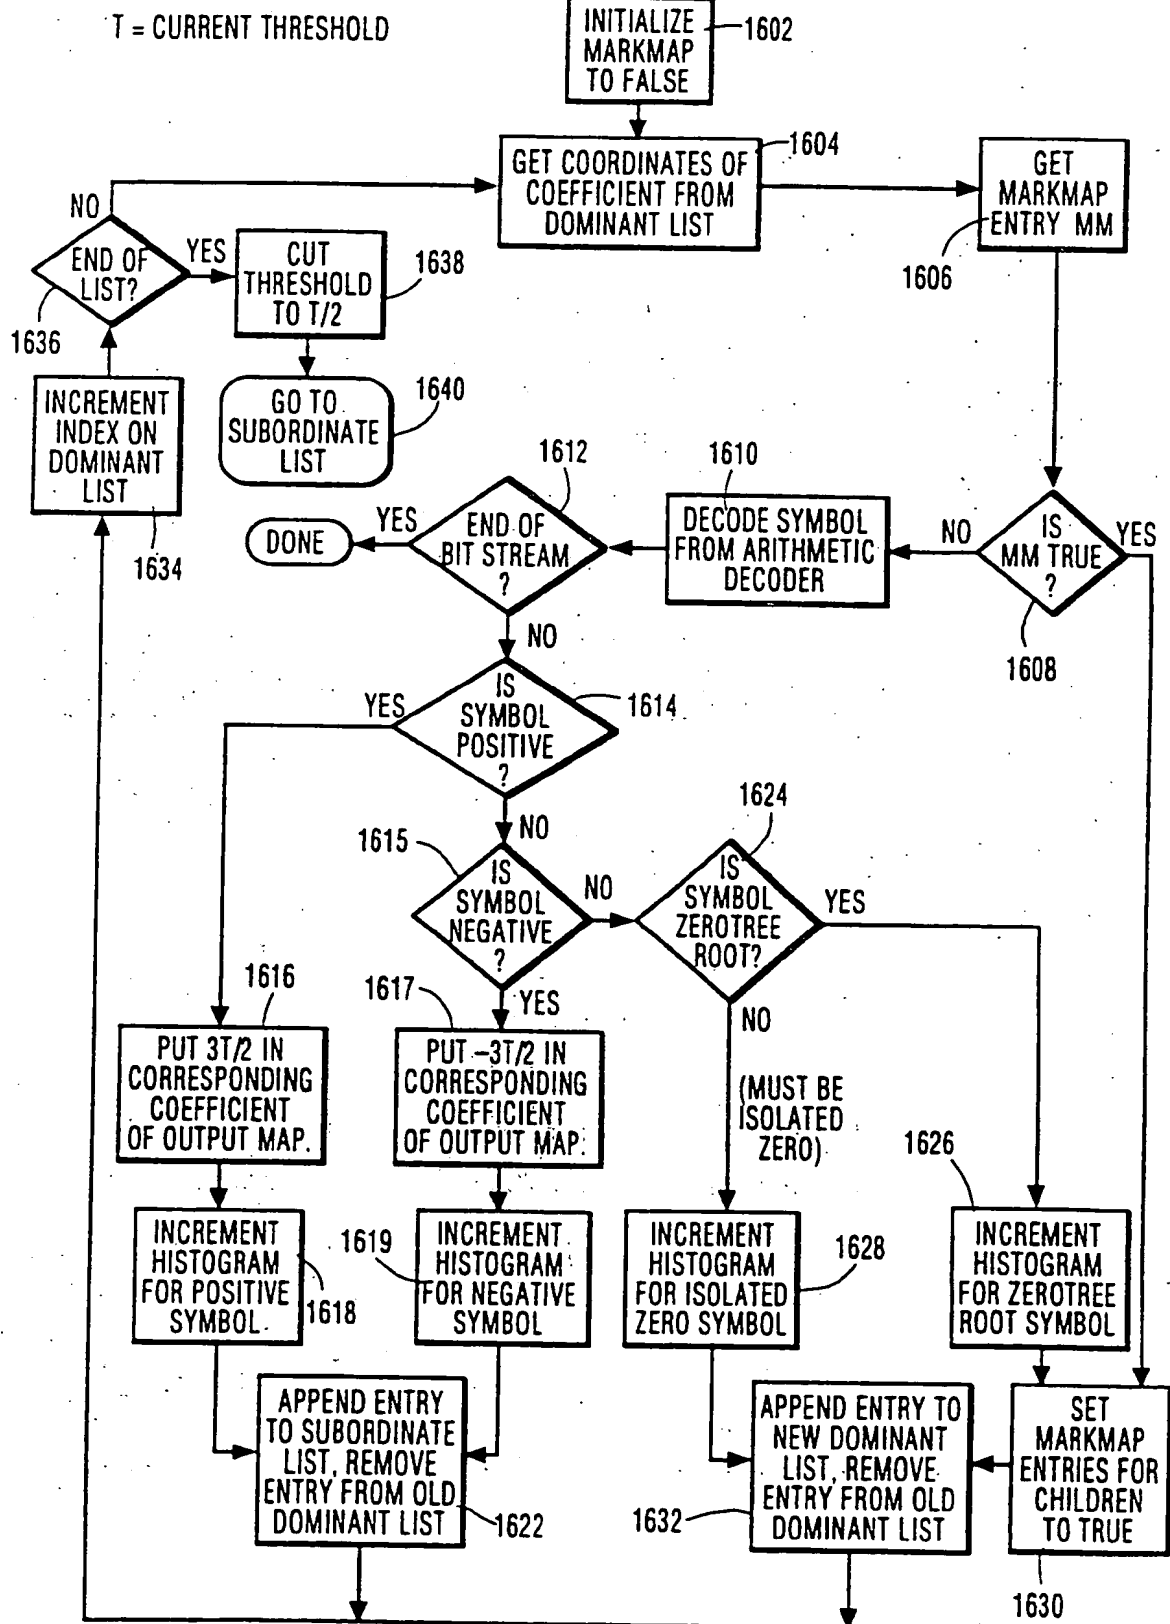 T = CURRENT THRESHOLD
INITIALIZE
MARKMAP
TO FALSE
1602
GET COORDINATES OF
COEFFICIENT FROM
DOMINANT LIST
1604
GET
MARKMAP
ENTRY MM
1606
NO
END OF
LIST?
1636
YES
CUT
THRESHOLD
TO T/2
1638
GO TO
SUBORDINATE
LIST
1640
INCREMENT
INDEX ON
DOMINANT
LIST
1634
IS
MM TRUE
?
1608
YES
NO
1610
DECODE SYMBOL
FROM ARITHMETIC
DECODER
1612
END OF
BIT STREAM
?
YES
DONE
NO
IS
SYMBOL
POSITIVE
?
1614
YES
NO
1615
IS
SYMBOL
NEGATIVE
?
NO
YES
1624
IS
SYMBOL
ZEROTREE
ROOT?
YES
NO
(MUST BE
ISOLATED
ZERO)
1616
PUT 3T/2 IN
CORRESPONDING
COEFFICIENT
OF OUTPUT MAP.
1617
PUT -3T/2 IN
CORRESPONDING
COEFFICIENT
OF OUTPUT MAP.
INCREMENT
HISTOGRAM
FOR POSITIVE
SYMBOL
1618
1619
INCREMENT
HISTOGRAM
FOR NEGATIVE
SYMBOL
INCREMENT
HISTOGRAM
FOR ISOLATED
ZERO SYMBOL
1628
1626
INCREMENT
HISTOGRAM
FOR ZEROTREE
ROOT SYMBOL
APPEND ENTRY
TO SUBORDINATE
LIST, REMOVE
ENTRY FROM OLD
DOMINANT LIST
1622
APPEND ENTRY TO
NEW DOMINANT
LIST, REMOVE
ENTRY FROM OLD
DOMINANT LIST
1632
SET
MARKMAP
ENTRIES FOR
CHILDREN
TO TRUE
1630